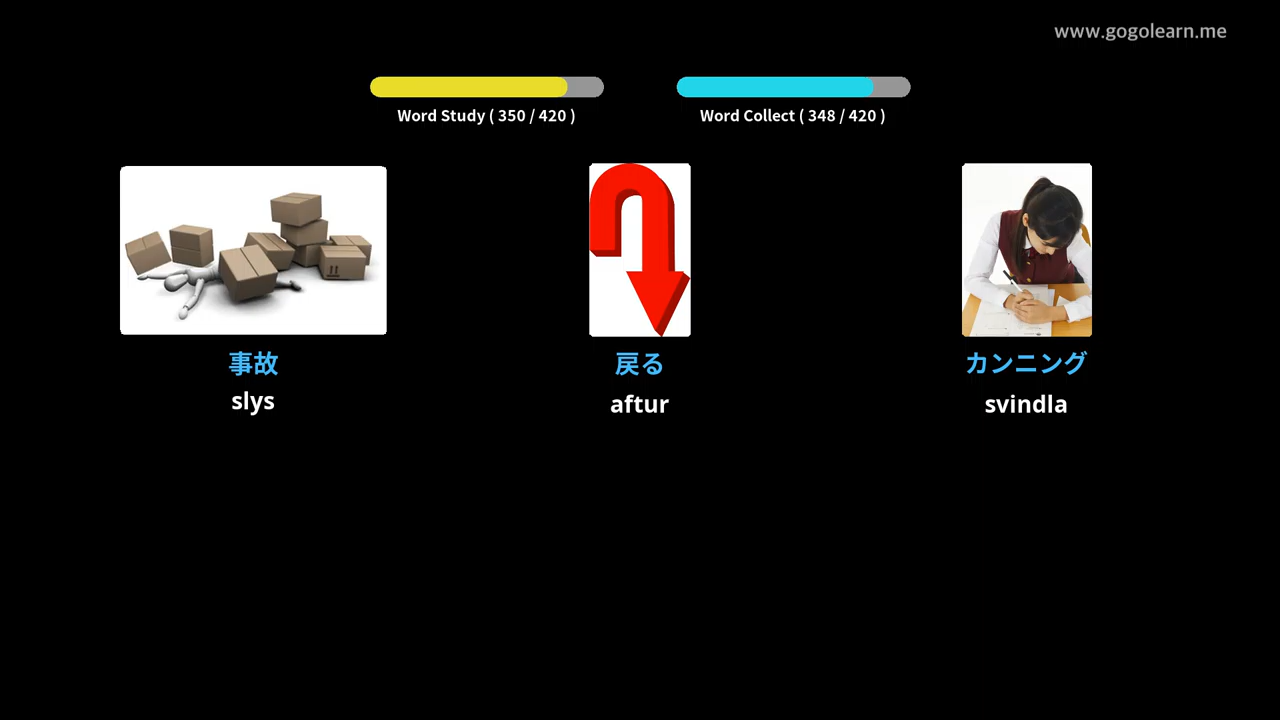 www.gogolearn.me
Word Study ( 350 / 420 )
Word Collect ( 348 / 420 )
事故
戻る
カンニング
slys
aftur
svindla